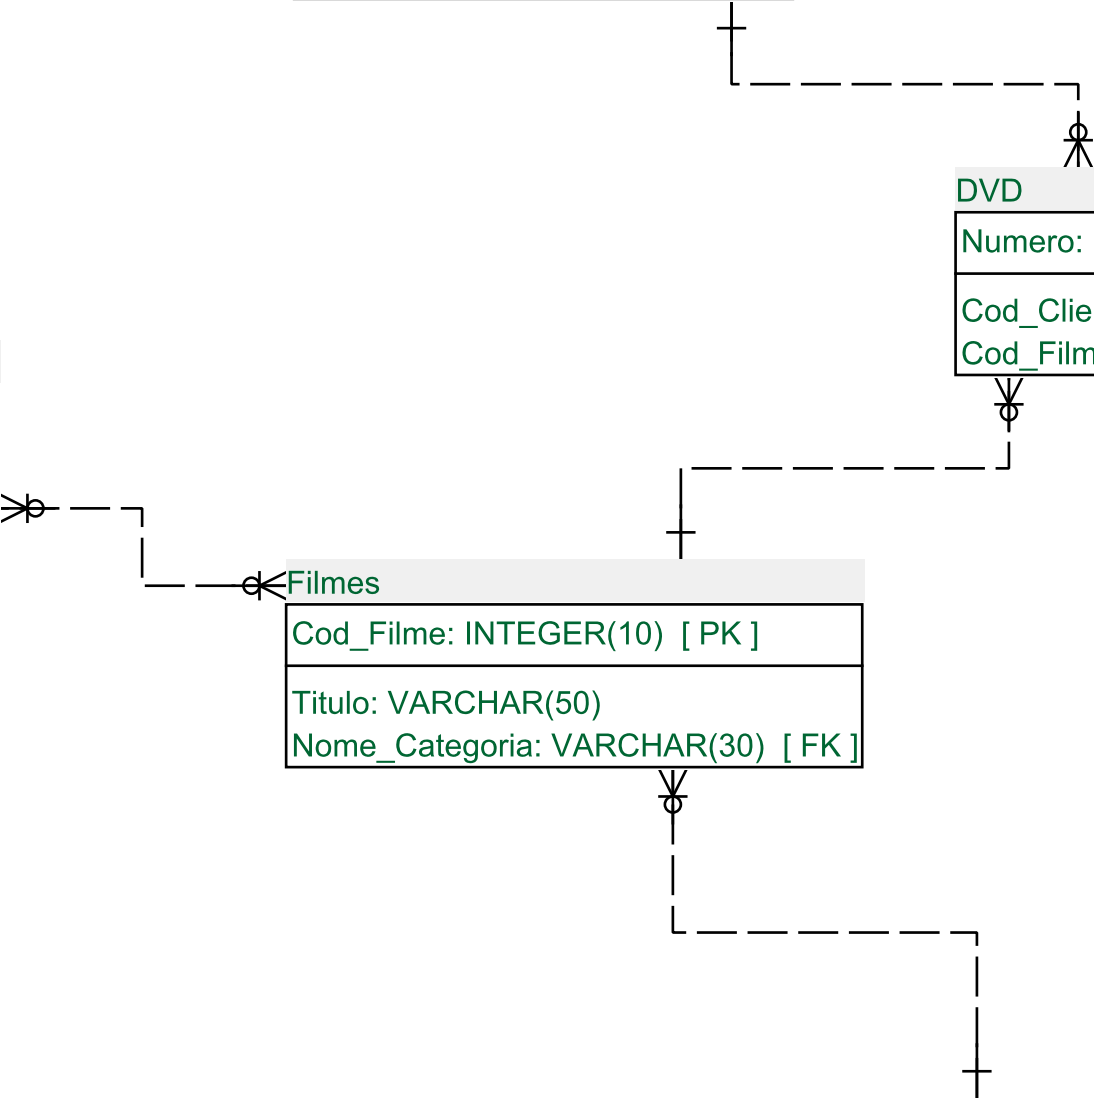 DVD
Numero:
Cod_Clie
Cod_Film
Filmes
Cod_Filme: INTEGER(10) [ PK ]
Titulo: VARCHAR(50)
Nome_Categoria: VARCHAR(30) [ FK ]